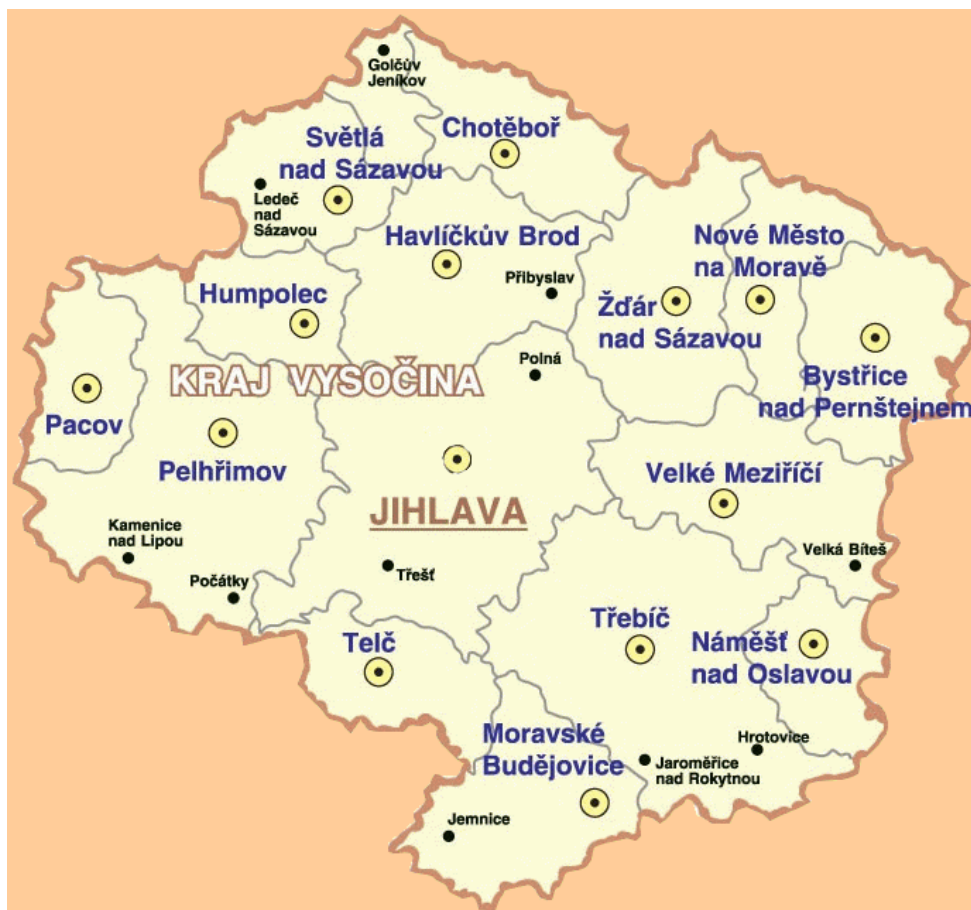 Golčův
Jeníkov
Chotěboř
Světlá
nad Sázavou
Ledeč
nad
Sázavou
Havlíčkův Brod
Přibyslav
Nové Město
na Moravě
Humpolec
Žďár
nad Sázavou
Polná
KRAJ VYSOČINA
Bystřice
nad Pernštejnem
Pacov
Pelhřimov
Velké Meziříčí
JIHLAVA
Kamenice
nad Lipou
Velká Bíteš
Počátky
Třešť
Telč
Třebíč
Náměšť
nad Oslavou
Moravské
Budějovice
Hrotovice
Jaroměřice
nad Rokytnou
Jemnice